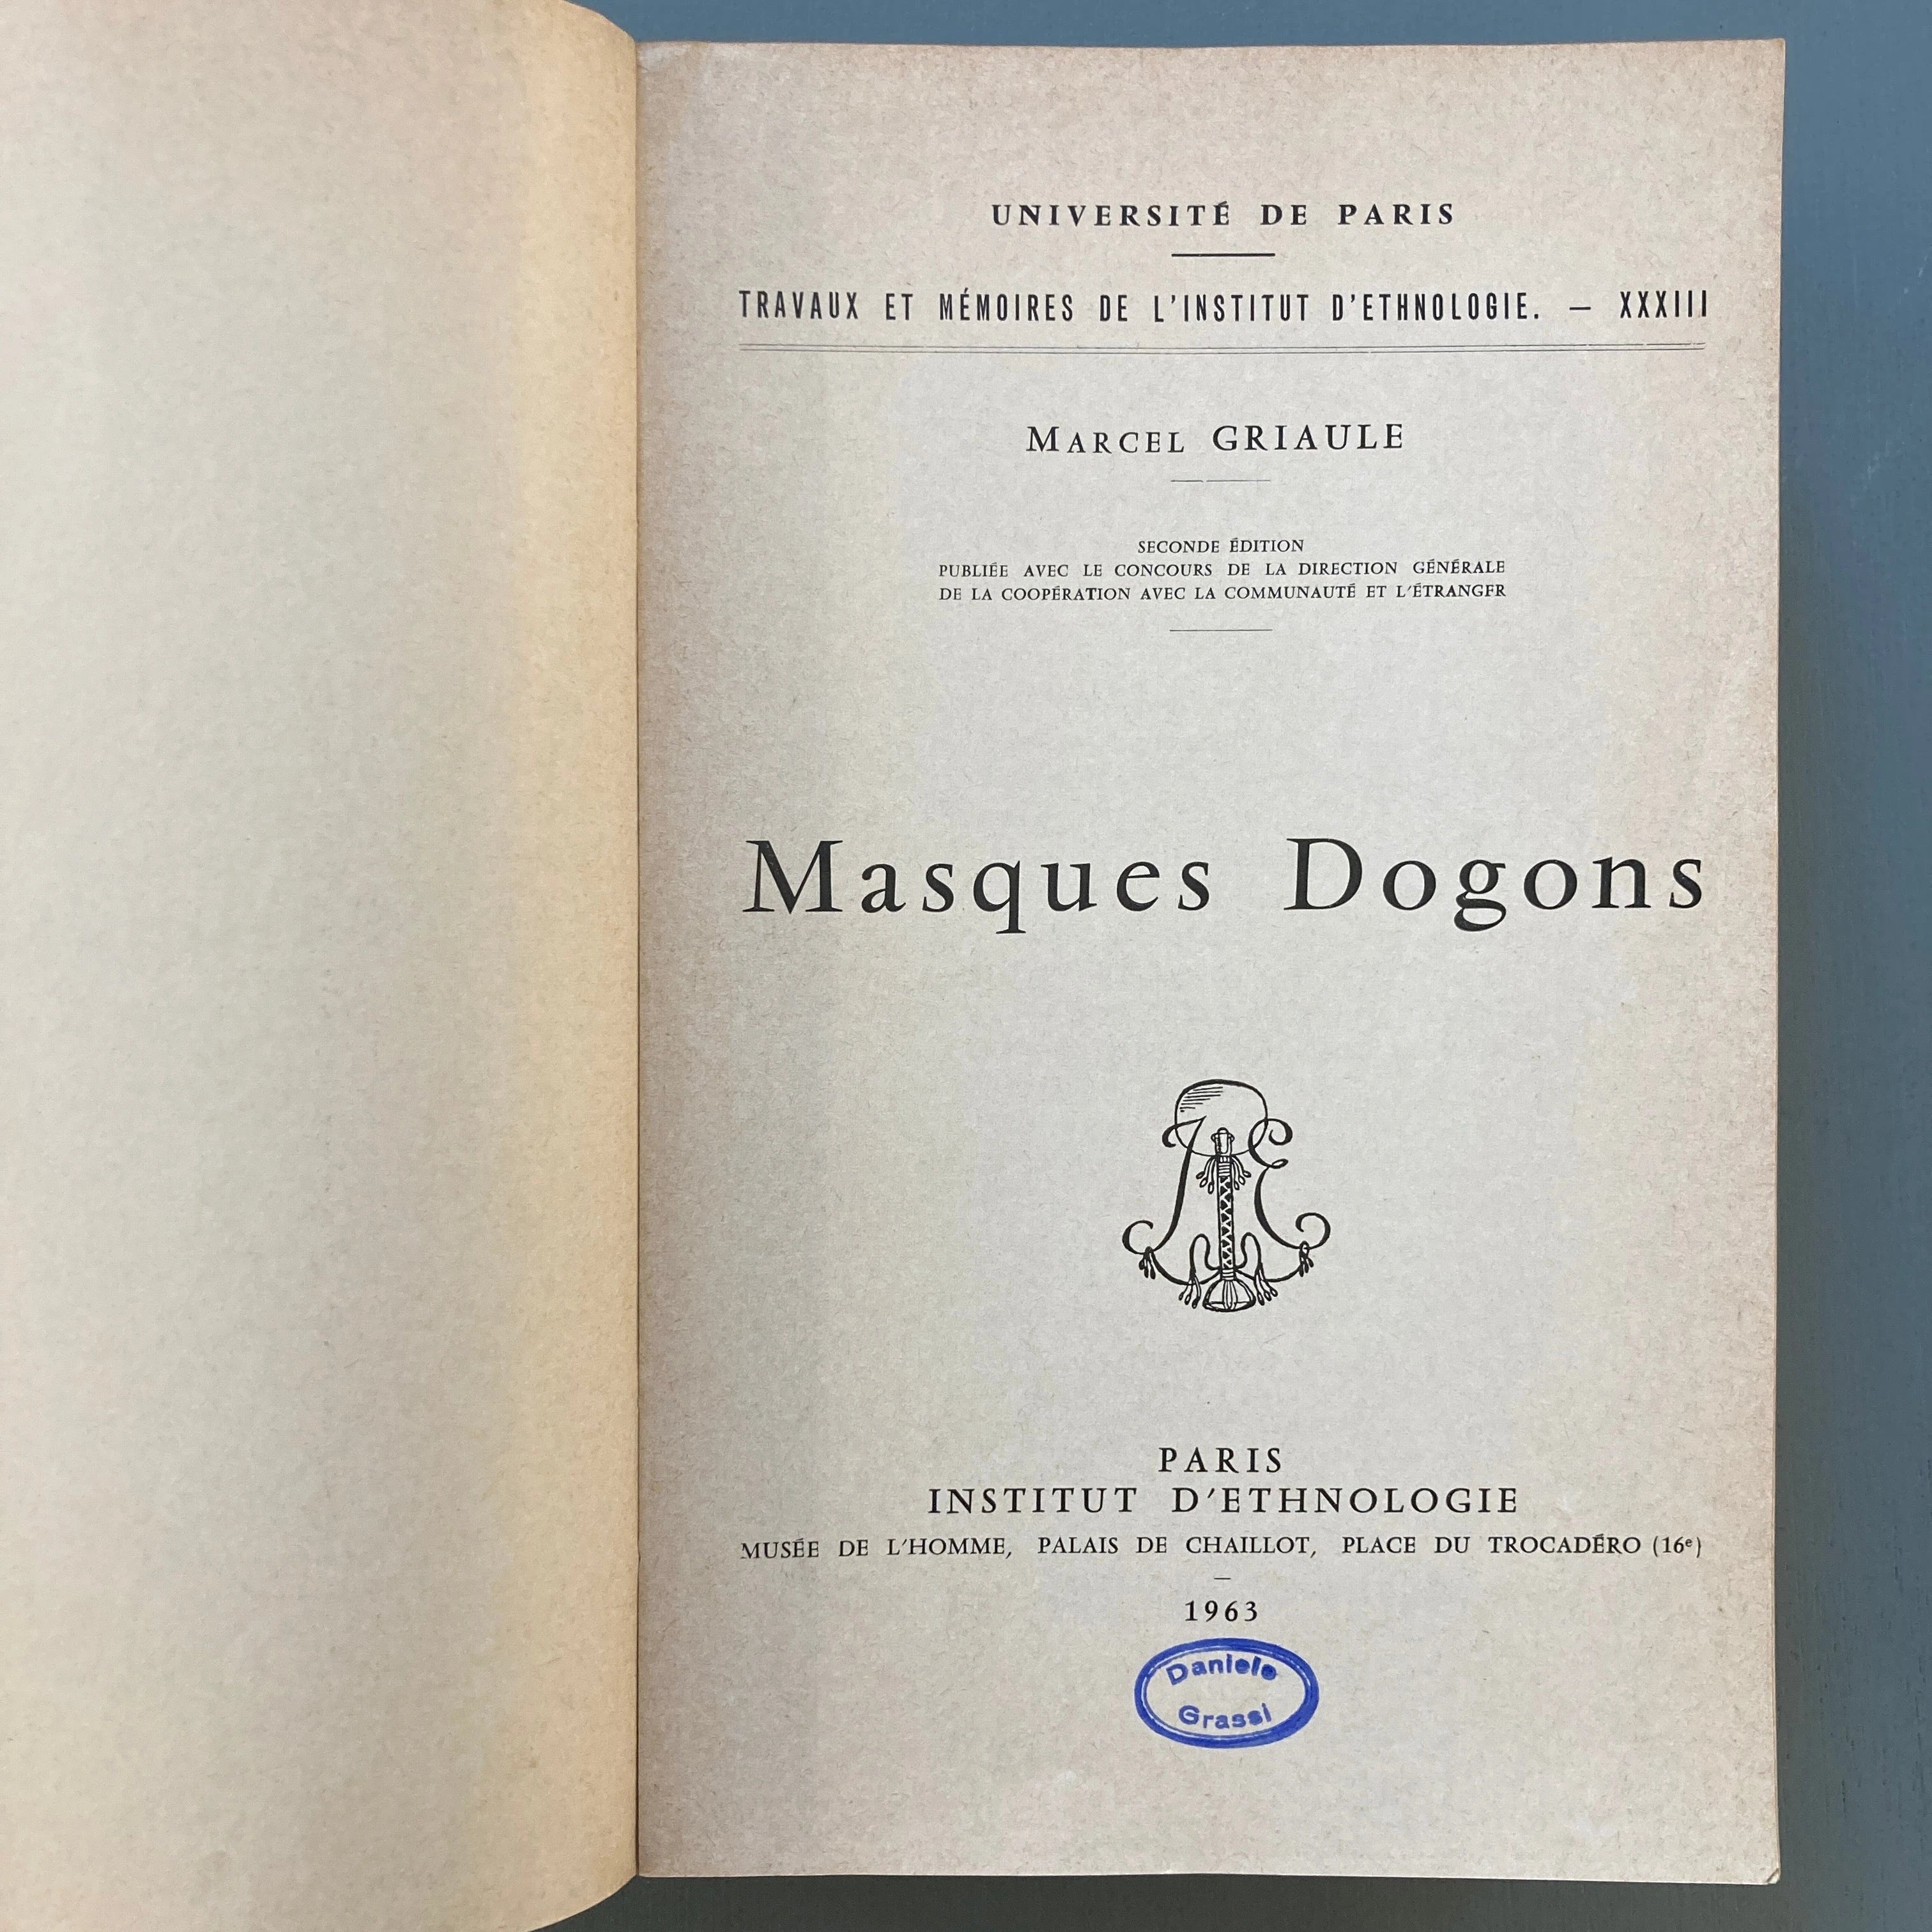 UNIVERSITÉ DE PARIS
TRAVAUX ET MÉMOIRES DE L'INSTITUT D'ETHNOLOGIE. — XXXIII
MARCEL GRIAULE
SECONDE ÉDITION
PUBLIÉE AVEC LE CONCOURS DE LA DIRECTION GÉNÉRALE
DE LA COOPÉRATION AVEC LA COMMUNAUTÉ ET L'ÉTRANGER
Masques Dogons
PARIS
INSTITUT D'ETHNOLOGIE
MUSÉE DE L'HOMME, PALAIS DE CHAILLOT, PLACE DU TROCADÉRO (16e)
—
1963
Daniele
Grassi